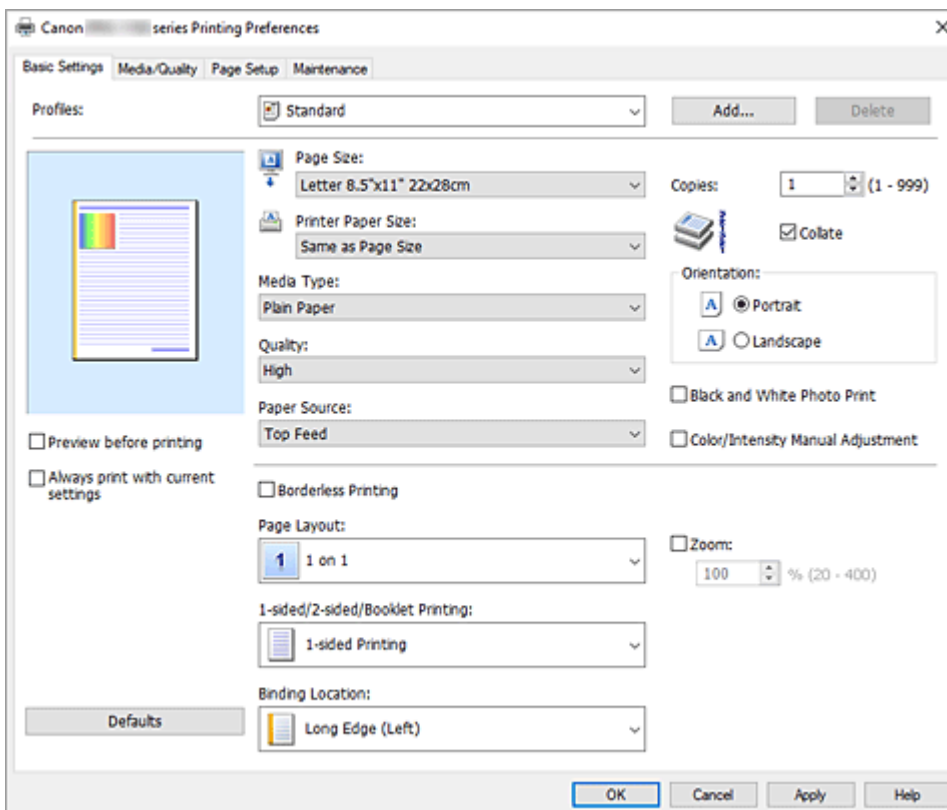 Canon series Printing Preferences
Basic Settings Media/Quality Page Setup Maintenance
Profiles:
Standard
Add...
Delete
Page Size:
Letter 8.5"x11" 22x28cm
Printer Paper Size:
Same as Page Size
Media Type:
Plain Paper
Quality:
High
Paper Source:
Top Feed
Copies:
1
(1 - 999)
Collate
Orientation:
A
Portrait
A
Landscape
Black and White Photo Print
Color/Intensity Manual Adjustment
Preview before printing
Always print with current
settings
Borderless Printing
Page Layout:
1
1 on 1
Zoom:
100
% (20 - 400)
1-sided/2-sided/Booklet Printing:
1-sided Printing
Binding Location:
Long Edge (Left)
Defaults
OK
Cancel
Apply
Help